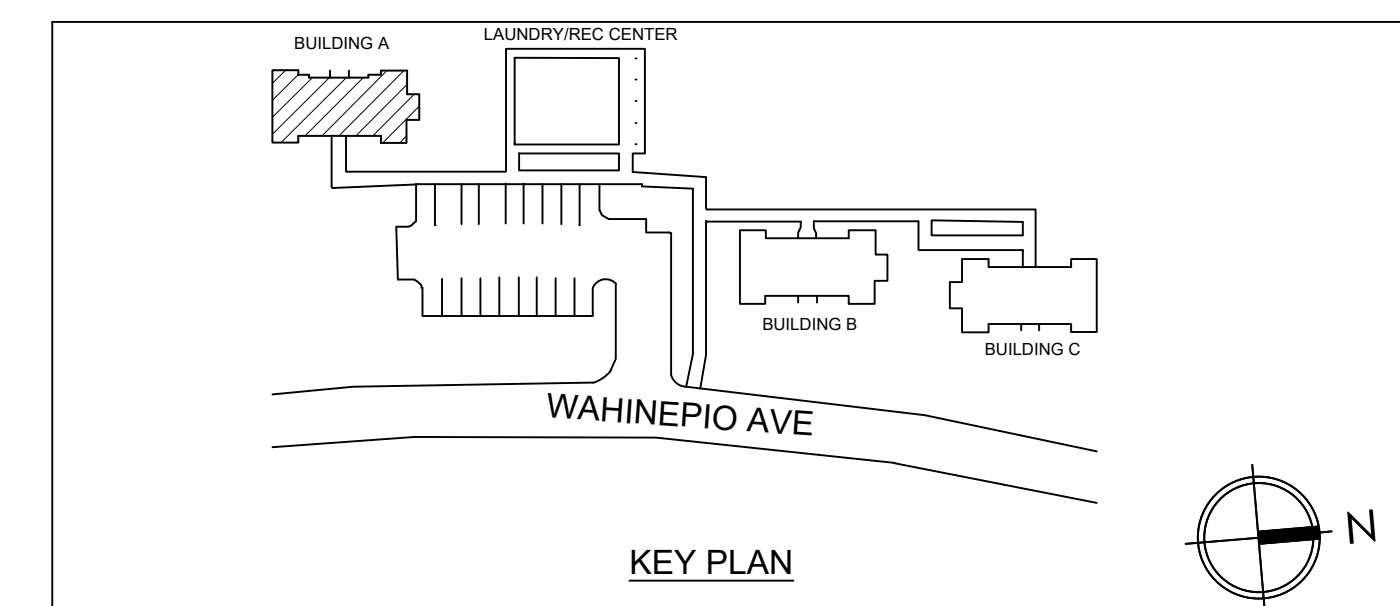 LAUNDRY/REC CENTER
BUILDING A
BUILDING B
BUILDING C
WAHINEPIO AVE
N
KEY PLAN